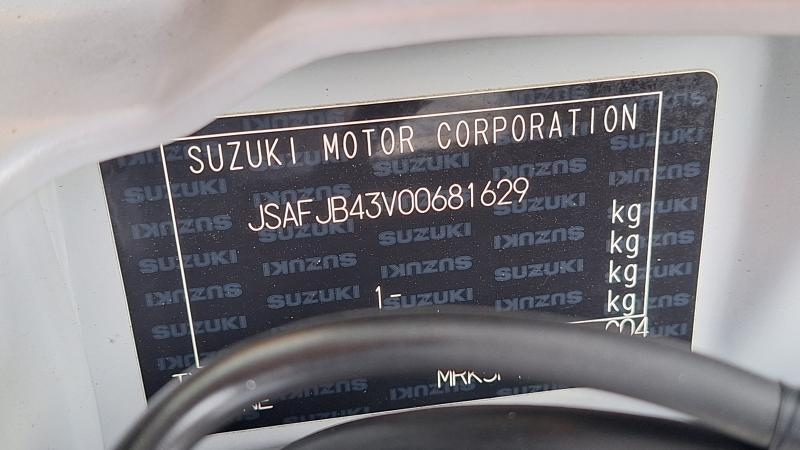 SUZUKI MOTOR CORPORATION
JSAFJB43V00681629
kg
kg
kg
1- kg